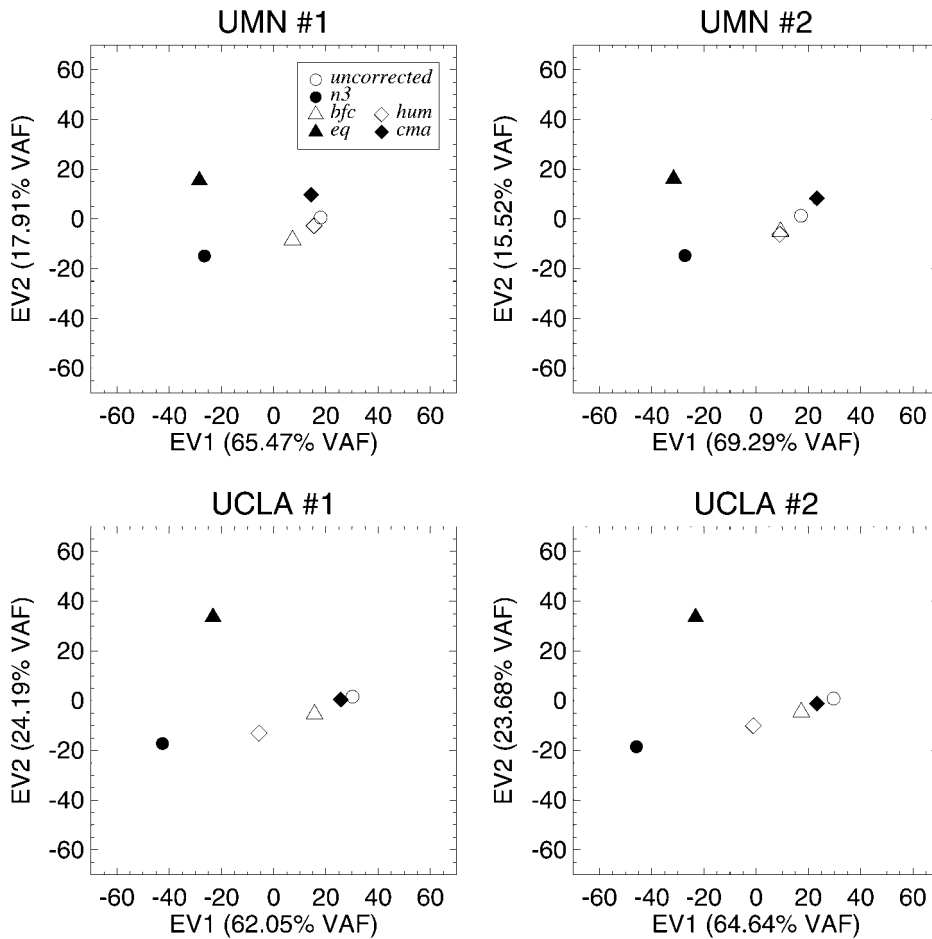 UMN #1
UMN #2
60
40
20
0
-20
-40
-60
EV2 (17.91% VAF)
uncorrected
n3
bfc
hum
eq
cma
-60 -40 -20 0 20 40 60
EV1 (65.47% VAF)
60
40
20
0
-20
-40
-60
EV2 (15.52% VAF)
-60 -40 -20 0 20 40 60
EV1 (69.29% VAF)
UCLA #1
UCLA #2
60
40
20
0
-20
-40
-60
EV2 (24.19% VAF)
-60 -40 -20 0 20 40 60
EV1 (62.05% VAF)
60
40
20
0
-20
-40
-60
EV2 (23.68% VAF)
-60 -40 -20 0 20 40 60
EV1 (64.64% VAF)